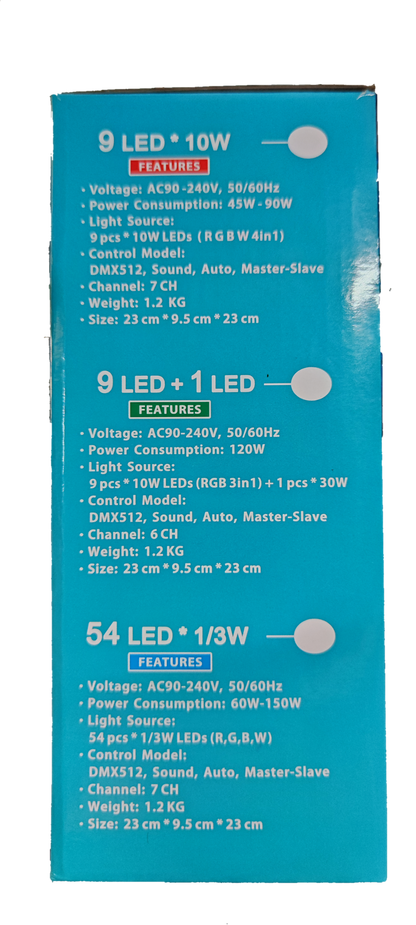 9 LED * 10W
FEATURES
• Voltage: AC90-240V, 50/60Hz
• Power Consumption: 45W-90W
• Light Source:
9 pcs * 10W LEDs (R G B W 4in1)
• Control Model:
DMX512, Sound, Auto, Master-Slave
• Channel: 7 CH
• Weight: 1.2 KG
• Size: 23 cm * 9.5 cm * 23 cm
9 LED + 1 LED
FEATURES
• Voltage: AC90-240V, 50/60Hz
• Power Consumption: 120W
• Light Source:
9 pcs * 10W LEDs (RGB 3in1) + 1 pcs * 30W
• Control Model:
DMX512, Sound, Auto, Master-Slave
• Channel: 6 CH
• Weight: 1.2 KG
• Size: 23 cm * 9.5 cm * 23 cm
54 LED * 1/3W
FEATURES
• Voltage: AC90-240V, 50/60Hz
• Power Consumption: 60W-150W
• Light Source:
54 pcs * 1/3W LEDs (R,G,B,W)
• Control Model:
DMX512, Sound, Auto, Master-Slave
• Channel: 7 CH
• Weight: 1.2 KG
• Size: 23 cm * 9.5 cm * 23 cm